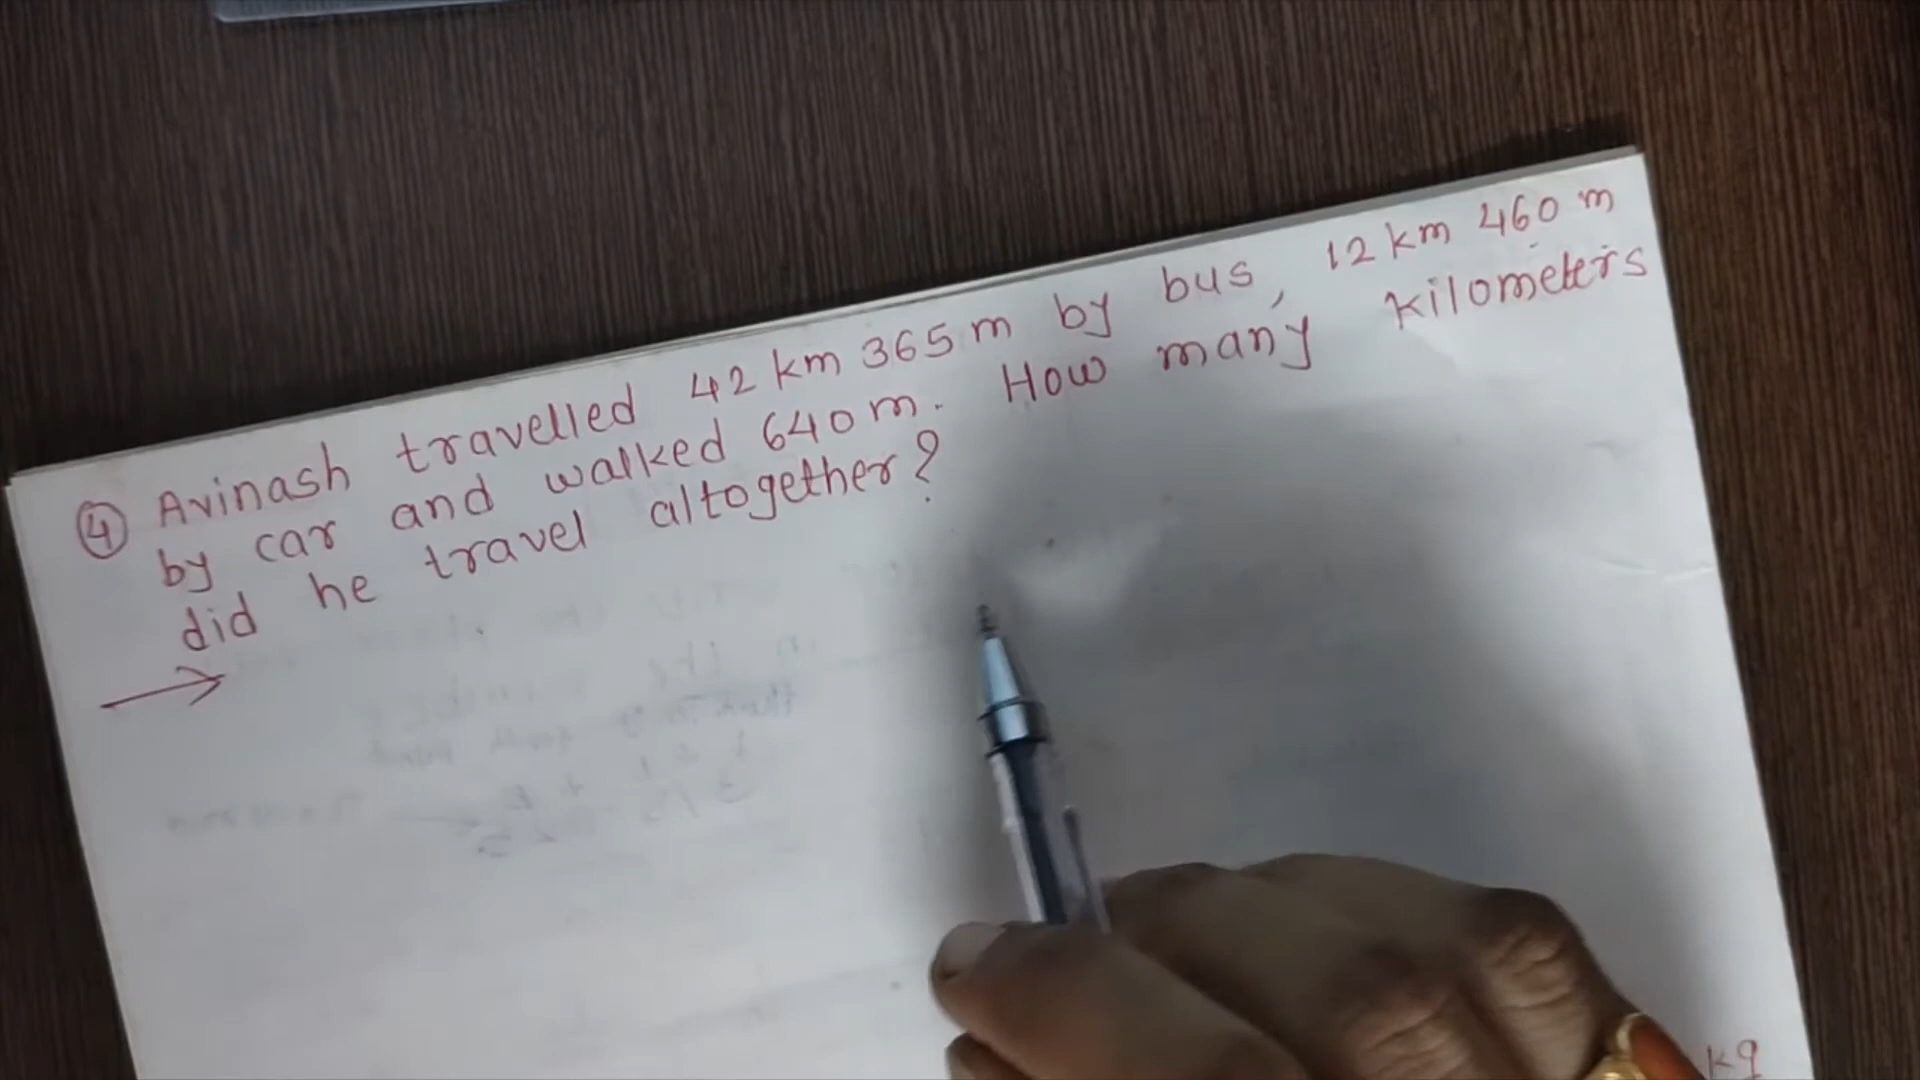 ④ Avinash travelled 42 km 365 m by bus, 12 km 460 m
by car and walked 640 m. How many kilometers
did he travel altogether?
→
kg